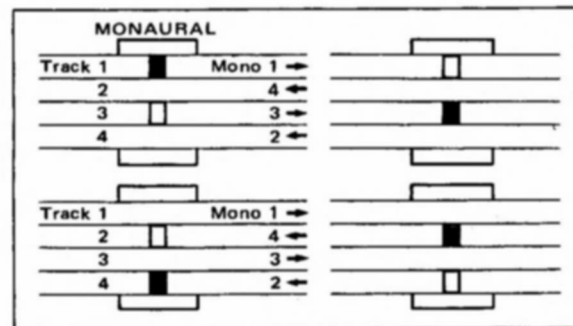 MONAURAL
Track 1 Mono 1 →
2 4 ←
3 3 →
4 2 ←
Track 1 Mono 1 →
2 4 ←
3 3 →
4 2 ←